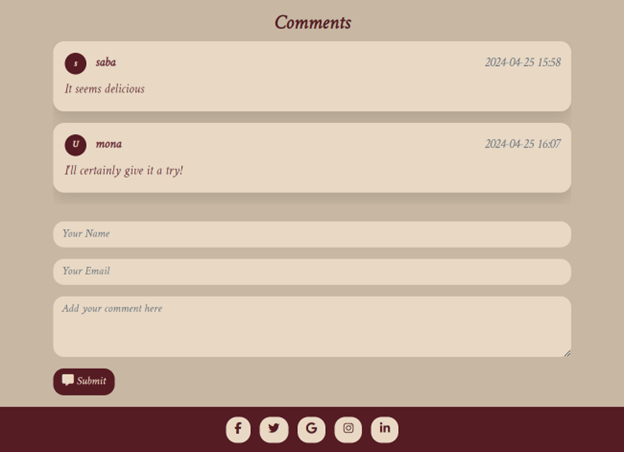 Comments
s saba 2024-04-25 15:58
It seems delicious
U mona 2024-04-25 16:07
I'll certainly give it a try!
Your Name
Your Email
Add your comment here
Submit